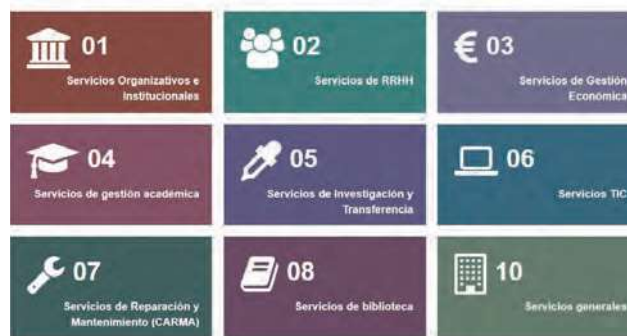 01
Servicios Organizativos e
Institucionales
02
Servicios de RRHH
€ 03
Servicios de Gestión
Económica
04
Servicios de gestión académica
05
Servicios de Investigación y
Transferencia
06
Servicios TIC
07
Servicios de Reparación y
Mantenimiento (CARMA)
08
Servicios de biblioteca
10
Servicios generales